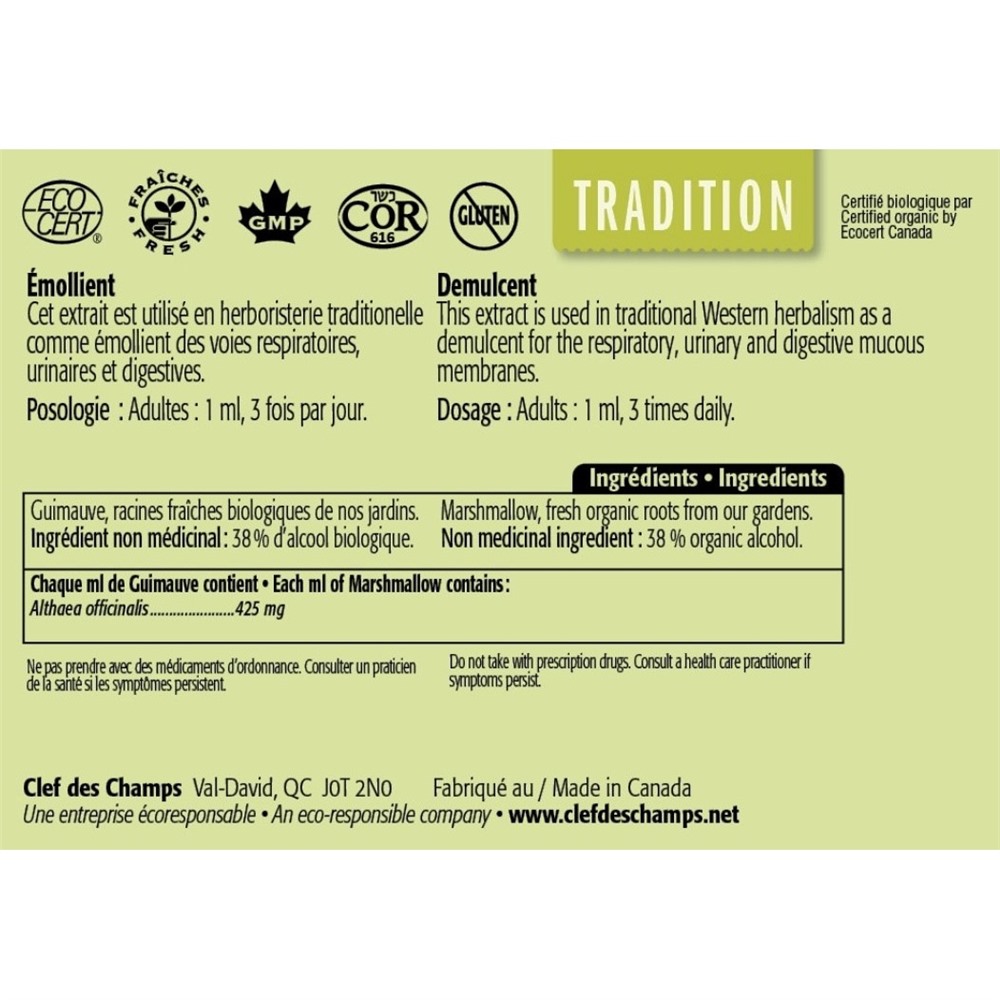 ECO
CERT
®
FRAÎCHES
FRESH
GMP
כשר
COR
616
GLUTEN
TRADITION
Certifié biologique par
Certified organic by
Ecocert Canada
Émollient
Cet extrait est utilisé en herboristerie traditionelle
comme émollient des voies respiratoires,
urinaires et digestives.
Posologie : Adultes : 1 ml, 3 fois par jour.
Demulcent
This extract is used in traditional Western herbalism as a
demulcent for the respiratory, urinary and digestive mucous
membranes.
Dosage : Adults : 1 ml, 3 times daily.
Ingrédients • Ingredients
Guimauve, racines fraîches biologiques de nos jardins.
Ingrédient non médicinal : 38 % d'alcool biologique.
Marshmallow, fresh organic roots from our gardens.
Non medicinal ingredient : 38 % organic alcohol.
Chaque ml de Guimauve contient • Each ml of Marshmallow contains :
Althaea officinalis......................425 mg
Ne pas prendre avec des médicaments d'ordonnance. Consulter un praticien
de la santé si les symptômes persistent.
Do not take with prescription drugs. Consult a health care practitioner if
symptoms persist.
Clef des Champs Val-David, QC J0T 2N0 Fabriqué au / Made in Canada
Une entreprise écoresponsable • An eco-responsible company • www.clefdeschamps.net